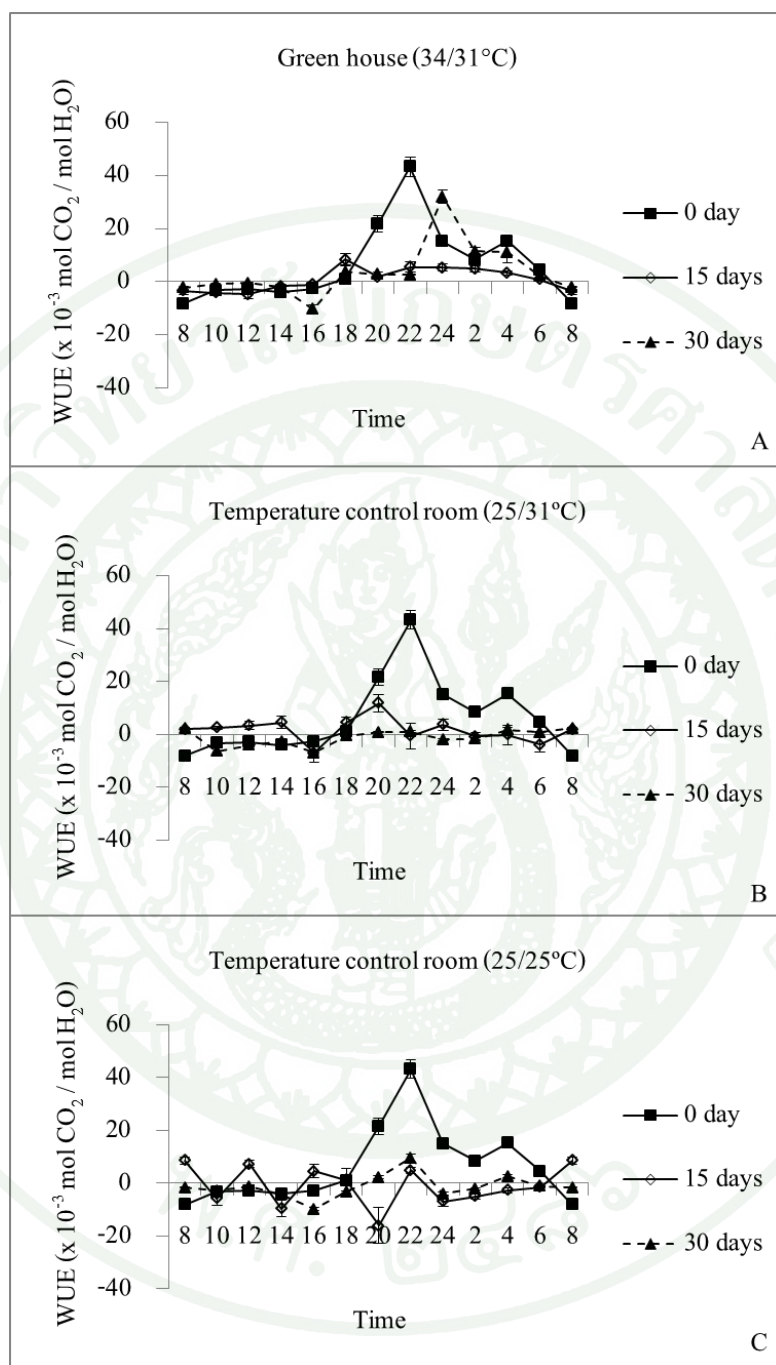 Green house (34/31°C)
WUE (x 10⁻³ mol CO₂ / mol H₂O)
60
40
20
0
-20
-40
8 10 12 14 16 18 20 22 24 2 4 6 8
Time
0 day
15 days
30 days
A
Temperature control room (25/31°C)
WUE (x 10⁻³ mol CO₂ / mol H₂O)
60
40
20
0
-20
-40
8 10 12 14 16 18 20 22 24 2 4 6 8
Time
0 day
15 days
30 days
B
Temperature control room (25/25°C)
WUE (x 10⁻³ mol CO₂ / mol H₂O)
60
40
20
0
-20
-40
8 10 12 14 16 18 20 22 24 2 4 6 8
Time
0 day
15 days
30 days
C